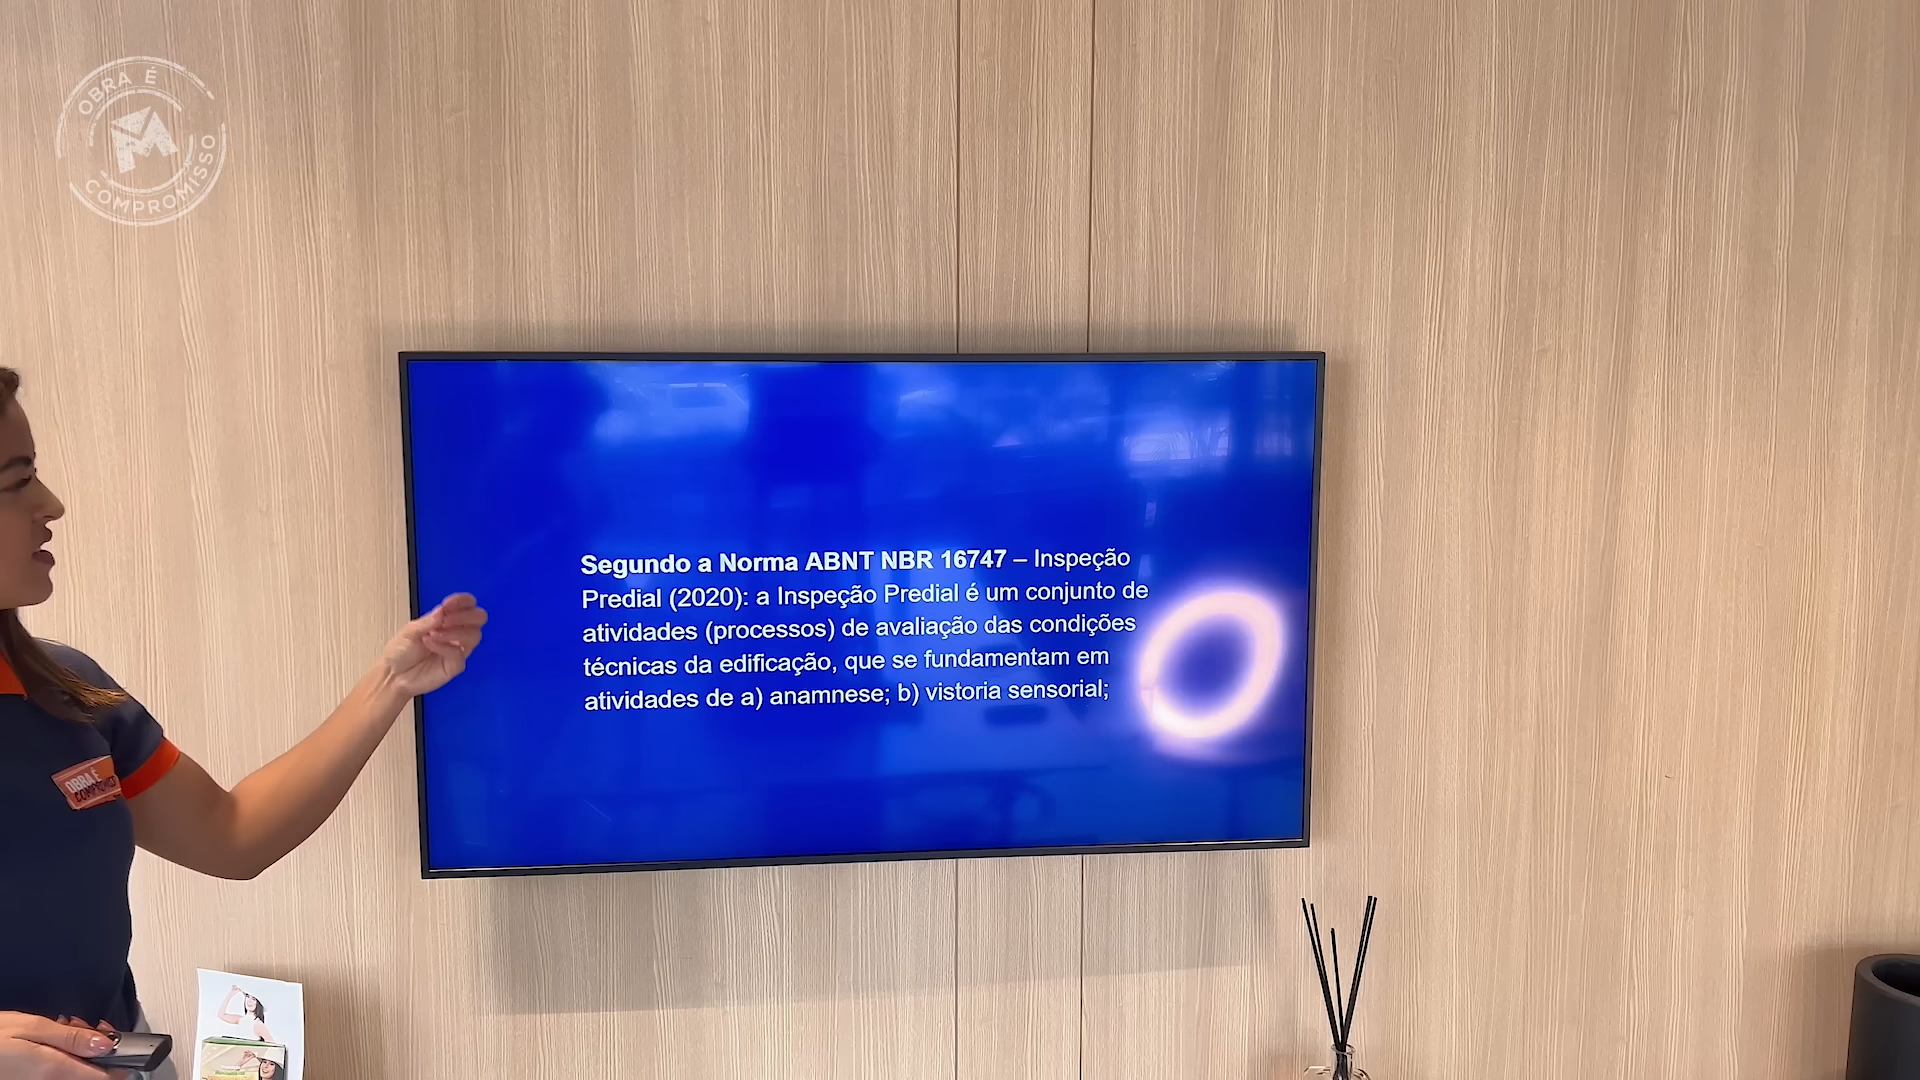 OBRA É
COMPROMISSO
Segundo a Norma ABNT NBR 16747 – Inspeção
Predial (2020): a Inspeção Predial é um conjunto de
atividades (processos) de avaliação das condições
técnicas da edificação, que se fundamentam em
atividades de a) anamnese; b) vistoria sensorial;
OBRA É